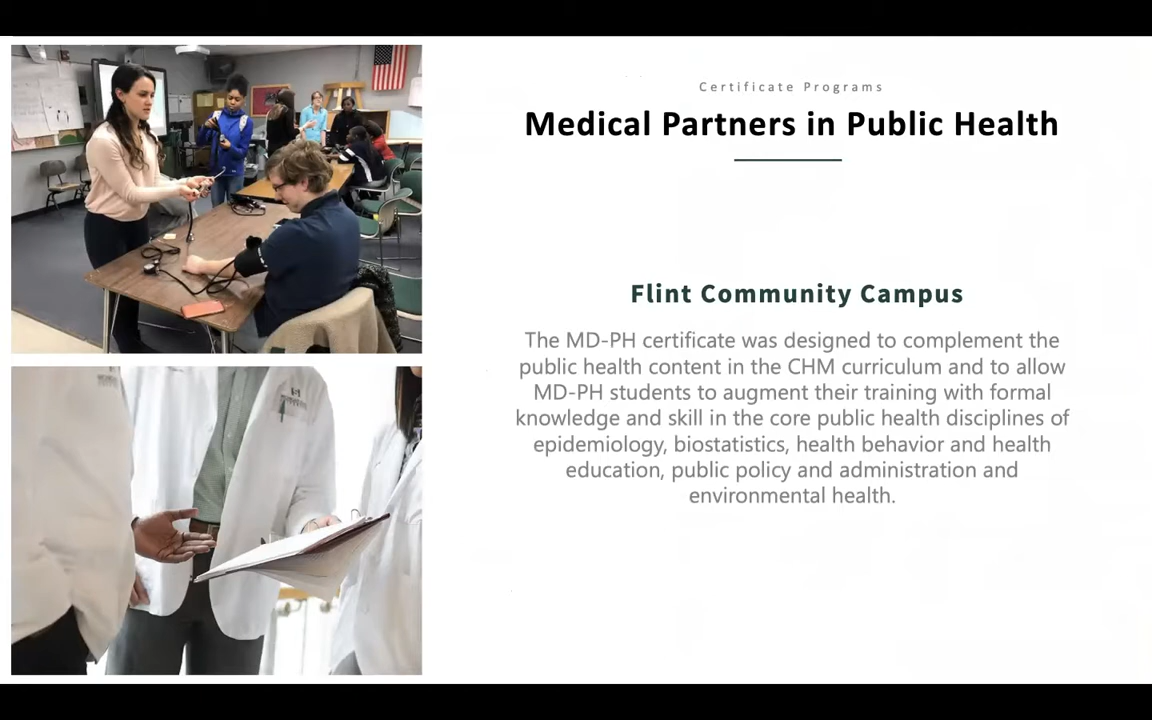 Certificate Programs
Medical Partners in Public Health
Flint Community Campus
The MD-PH certificate was designed to complement the
public health content in the CHM curriculum and to allow
MD-PH students to augment their training with formal
knowledge and skill in the core public health disciplines of
epidemiology, biostatistics, health behavior and health
education, public policy and administration and
environmental health.